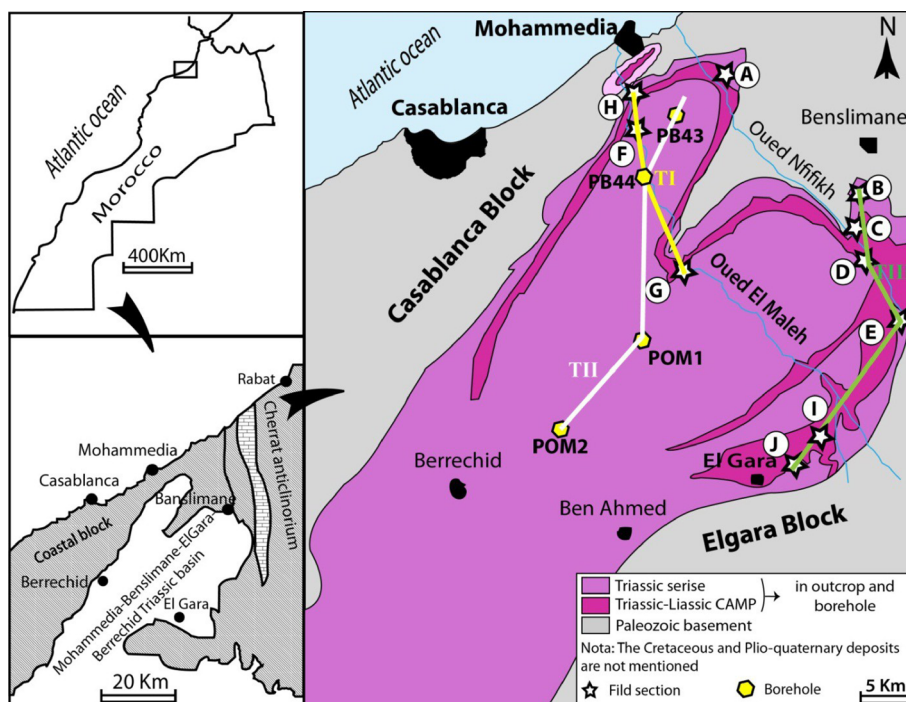 Atlantic ocean
Morocco
400Km
Rabat
Cherrat anticlinorium
Mohammedia
Casablanca
Banslimane
Coastal block
Berrechid
Mohammedia-Benslimane-ElGara-
Berrechid Triassic basin
El Gara
20 Km
Atlantic ocean
Mohammedia
N
Casablanca
A
H
PB43
Benslimane
F
Oued Nfifikh
PB44
TI
B
C
Casablanca Block
D
TIII
G
Oued El Maleh
E
POM1
TII
I
POM2
J
Berrechid
El Gara
Ben Ahmed
Elgara Block
Triassic serise
Triassic-Liassic CAMP
in outcrop and
borehole
Paleozoic basement
Nota: The Cretaceous and Plio-quaternary deposits
are not mentioned
Fild section
Borehole
5 Km